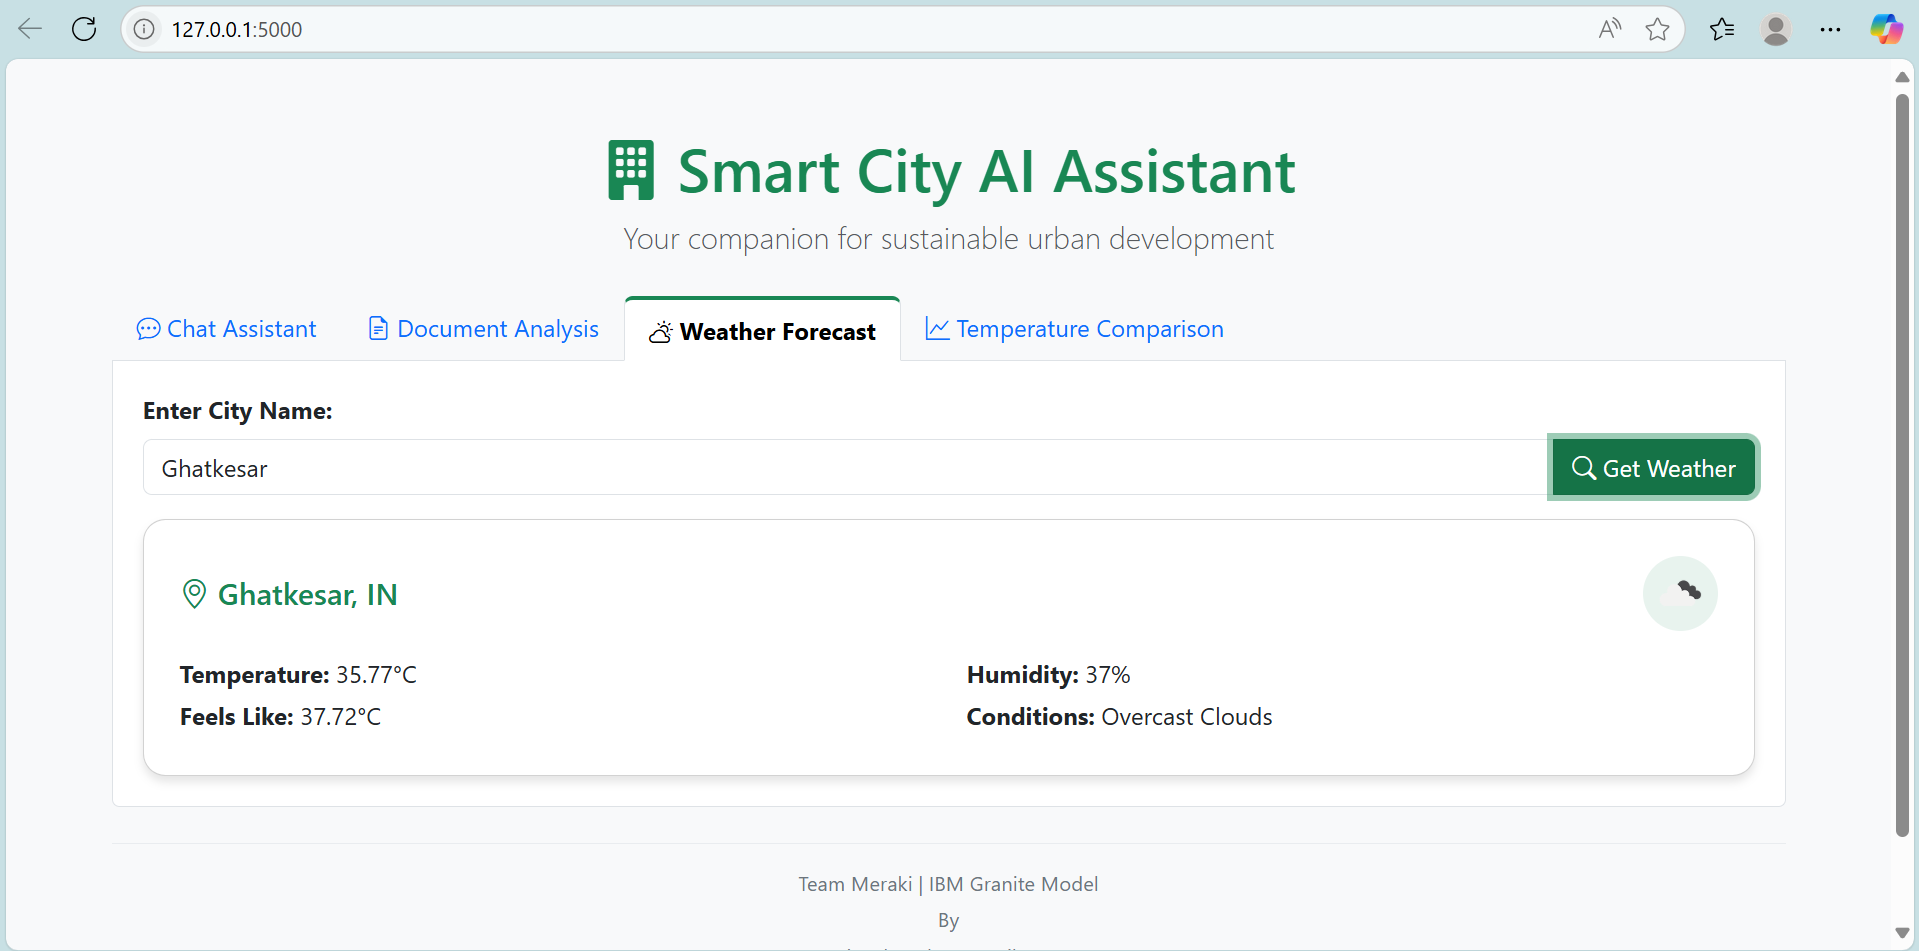 127.0.0.1:5000
Smart City AI Assistant
Your companion for sustainable urban development
Chat Assistant
Document Analysis
Weather Forecast
Temperature Comparison
Enter City Name:
Ghatkesar
Get Weather
Ghatkesar, IN
Temperature: 35.77°C
Humidity: 37%
Feels Like: 37.72°C
Conditions: Overcast Clouds
Team Meraki | IBM Granite Model
By